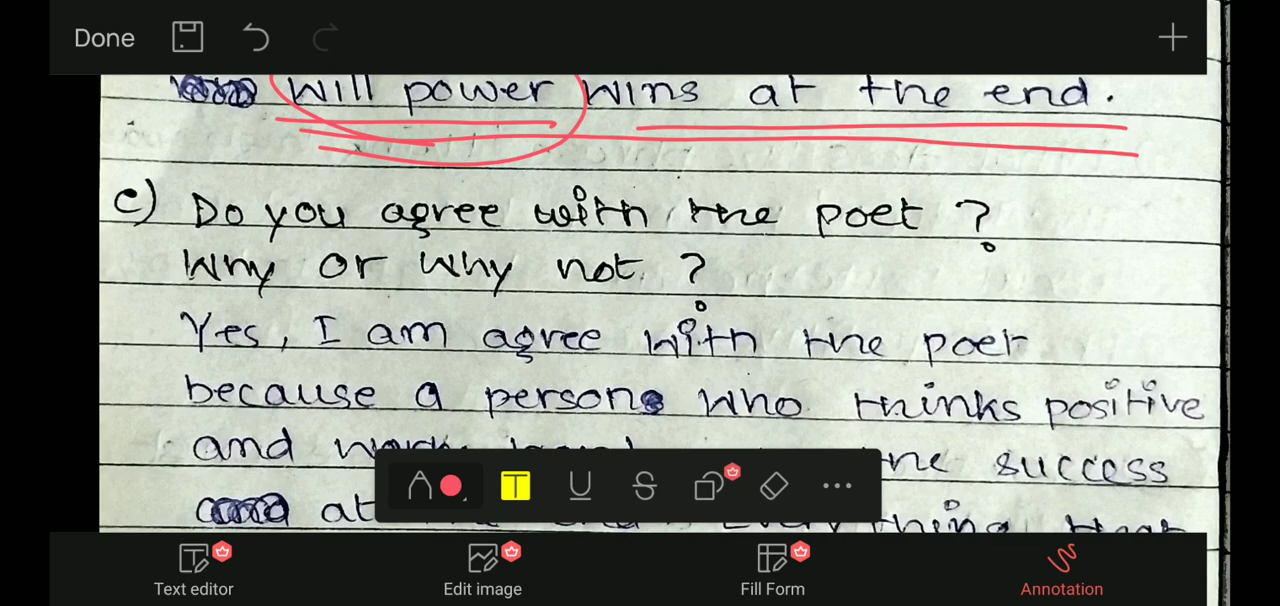 Done
will power wins at the end.
c) Do you agree with the poet ?
Why or why not. ?
Yes, I am agree with the poet
because a person who thinks positive
and the success
at
Text editor
Edit image
Fill Form
Annotation